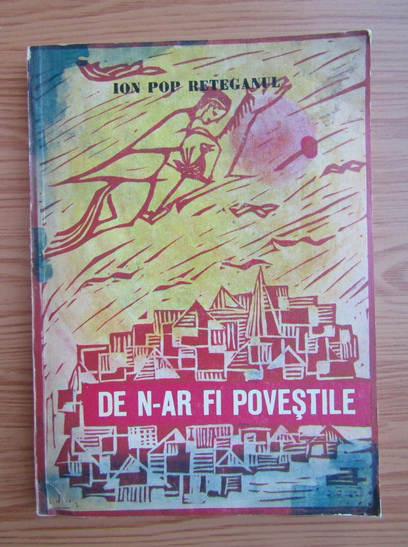 ION POP RETEGANUL
DE N-AR FI POVEȘTILE